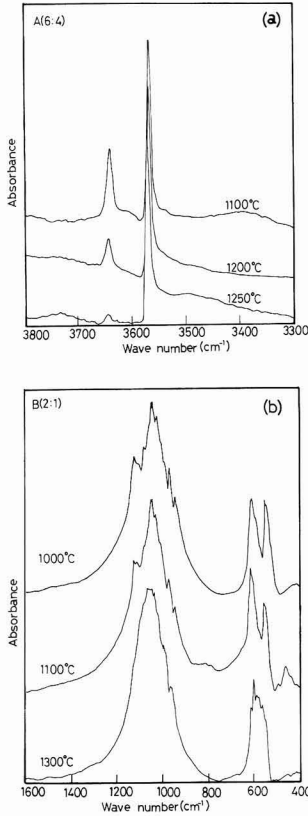 A(6:4)
(a)
Absorbance
1100°C
1200°C
1250°C
3800 3700 3600 3500 3400 3300
Wave number (cm⁻¹)
B(2:1)
(b)
Absorbance
1000°C
1100°C
1300°C
1600 1400 1200 1000 800 600 400
Wave number (cm⁻¹)